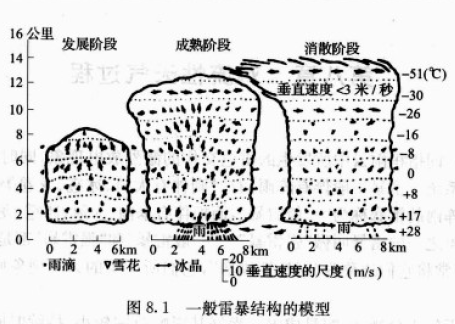 16 公里
发展阶段 成熟阶段 消散阶段
14
12
10
8
7
4
2
0
-51(℃)
垂直速度<3 米/秒
-30
-26
-16
-8
0
+8
+17
+28
雨 雨
0 2 4 6km 0 2 4 6 8km 0 2 4 6 8km
·雨滴 ▽雪花 ←冰晶 20 10 0 垂直速度的尺度(m/s)
图 8.1 一般雷暴结构的模型